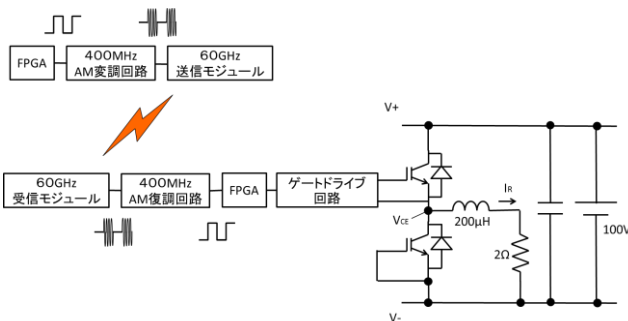 FPGA
400MHz
AM変調回路
60GHz
送信モジュール
60GHz
受信モジュール
400MHz
AM復調回路
FPGA
ゲートドライブ
回路
V+
IR
VCE
200μH
2Ω
100V
V-